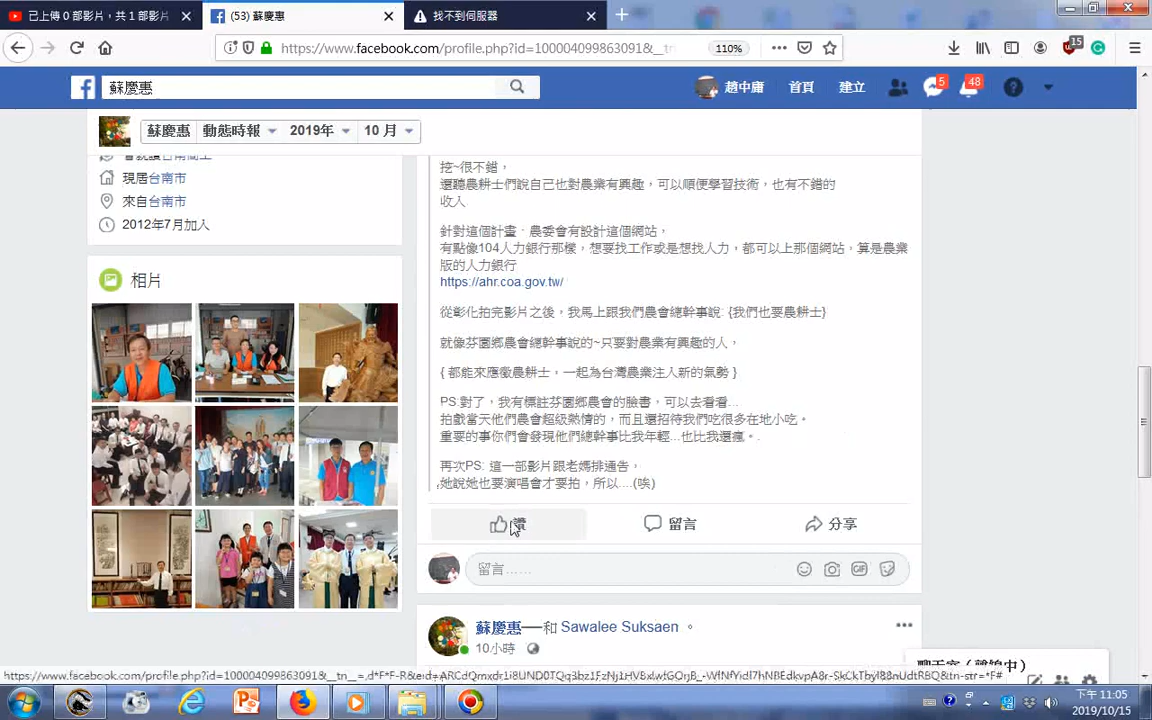 已上傳 0 部影片，共 1 部影片
(53) 蘇慶惠
找不到伺服器
https://www.facebook.com/profile.php?id=100004099863091&__tn
110%
15
蘇慶惠
趙中庸
首頁
建立
5
48
蘇慶惠
動態時報
2019年
10 月
現居台南市
來自台南市
2012年7月加入
相片
挖~很不錯，
還聽農耕士們說自己也對農業有興趣，可以順便學習技術，也有不錯的
收入
針對這個計畫，農委會有設計這個網站，
有點像104人力銀行那樣，想要找工作或是想找人力，都可以上那個網站，算是農業
版的人力銀行
https://ahr.coa.gov.tw/
從彰化拍完影片之後，我馬上跟我們農會總幹事說: {我們也要農耕士}
就像芬園鄉農會總幹事說的~只要對農業有興趣的人，
{ 都能來應徵農耕士，一起為台灣農業注入新的氣勢 }
PS:對了，我有標註芬園鄉農會的臉書，可以去看看...
拍戲當天他們農會超級熱情的，而且還招待我們吃很多在地小吃。
重要的事你們會發現他們總幹事比我年輕...也比我還瘋。.
再次PS: 這一部影片跟老媽排通告，
她說她也要演唱會才要拍，所以....(唉)
讚
留言
分享
留言……
GIF
蘇慶惠──和 Sawalee Suksaen 。
10小時
下午 11:05
2019/10/15